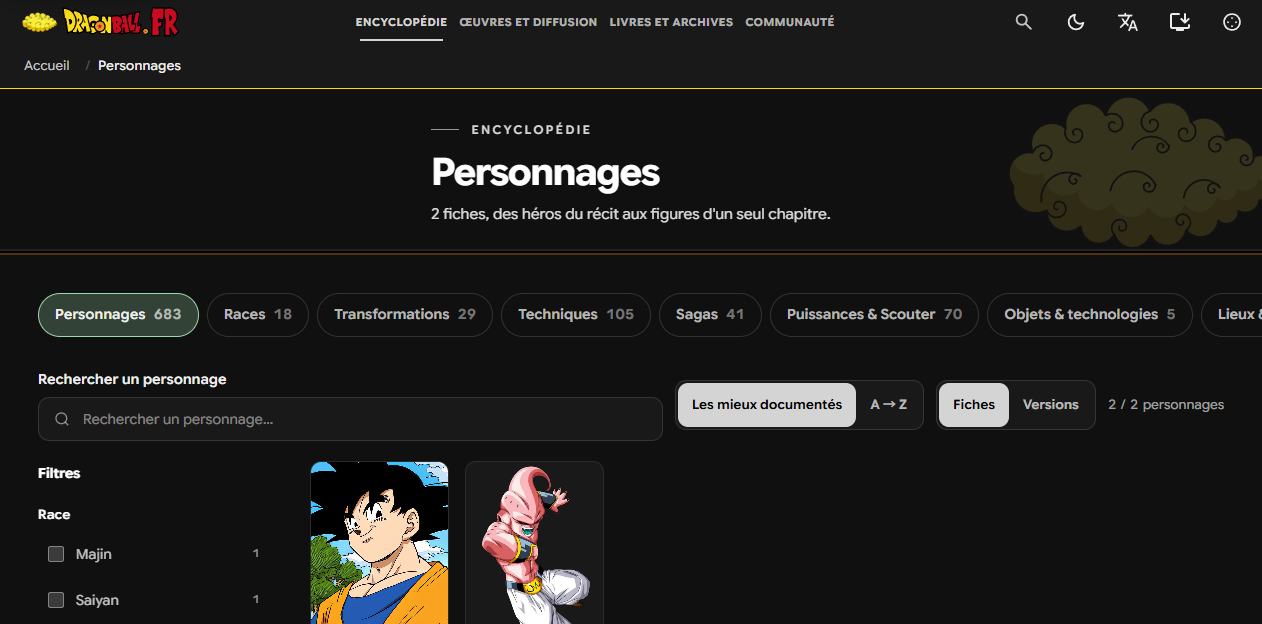 DRAGONBALL.FR
ENCYCLOPÉDIE ŒUVRES ET DIFFUSION LIVRES ET ARCHIVES COMMUNAUTÉ
Accueil / Personnages
ENCYCLOPÉDIE
Personnages
2 fiches, des héros du récit aux figures d'un seul chapitre.
Personnages 683 Races 18 Transformations 29 Techniques 105 Sagas 41 Puissances & Scouter 70 Objets & technologies 5 Lieux &
Rechercher un personnage
Rechercher un personnage...
Les mieux documentés A→Z Fiches Versions 2 / 2 personnages
Filtres
Race
Majin 1
Saiyan 1